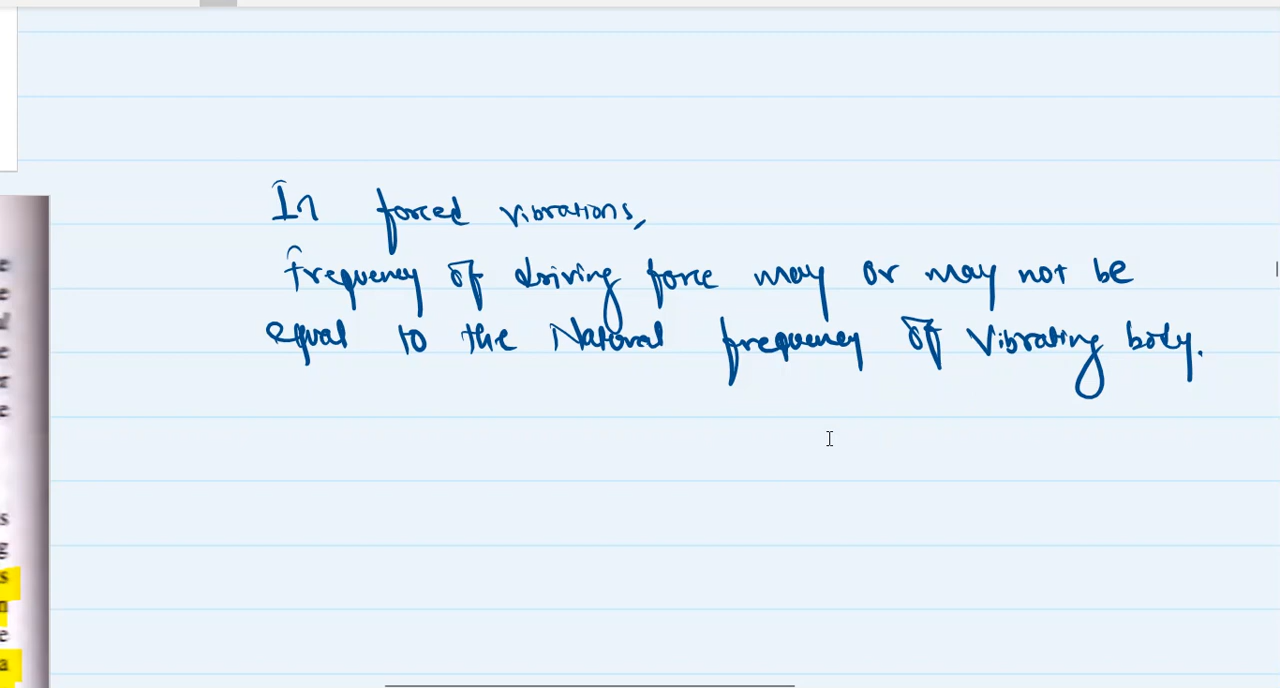 In forced vibrations,
frequency of driving force may or may not be
equal to the Natural frequency of Vibrating body.